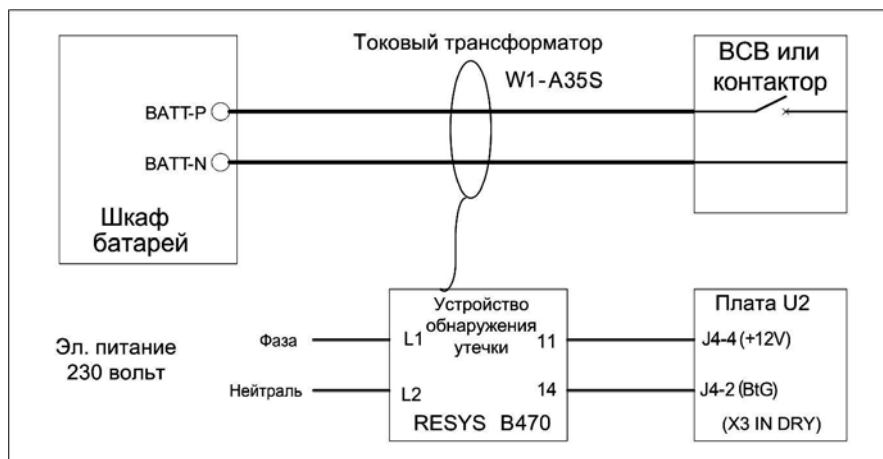 Токовый трансформатор
W1-A35S
ВСВ или
контактор
BATT-P
BATT-N
Шкаф
батарей
Эл. питание
230 вольт
Фаза
Нейтраль
Устройство
обнаружения
утечки
L1
11
L2
14
RESYS B470
Плата U2
J4-4 (+12V)
J4-2 (BtG)
(X3 IN DRY)